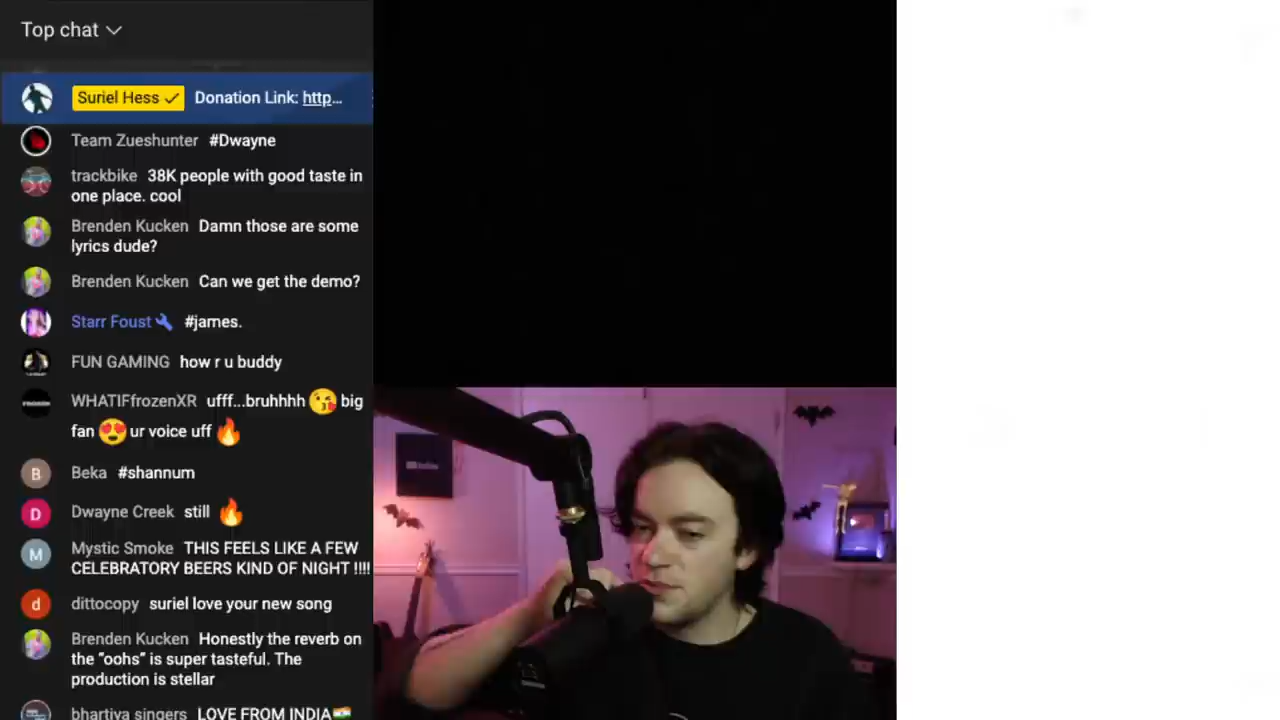 Top chat
Suriel Hess Donation Link: http...
Team Zueshunter #Dwayne
trackbike 38K people with good taste in
one place. cool
Brenden Kucken Damn those are some
lyrics dude?
Brenden Kucken Can we get the demo?
Starr Foust #james.
FUN GAMING how r u buddy
WHATIFfrozenXR ufff...bruhhhh 😘 big
fan 😍 ur voice uff 🔥
B
Beka #shannum
D
Dwayne Creek still 🔥
M
Mystic Smoke THIS FEELS LIKE A FEW
CELEBRATORY BEERS KIND OF NIGHT !!!!
d
dittocopy suriel love your new song
Brenden Kucken Honestly the reverb on
the “oohs” is super tasteful. The
production is stellar
bhartiya singers LOVE FROM INDIA🇮🇳